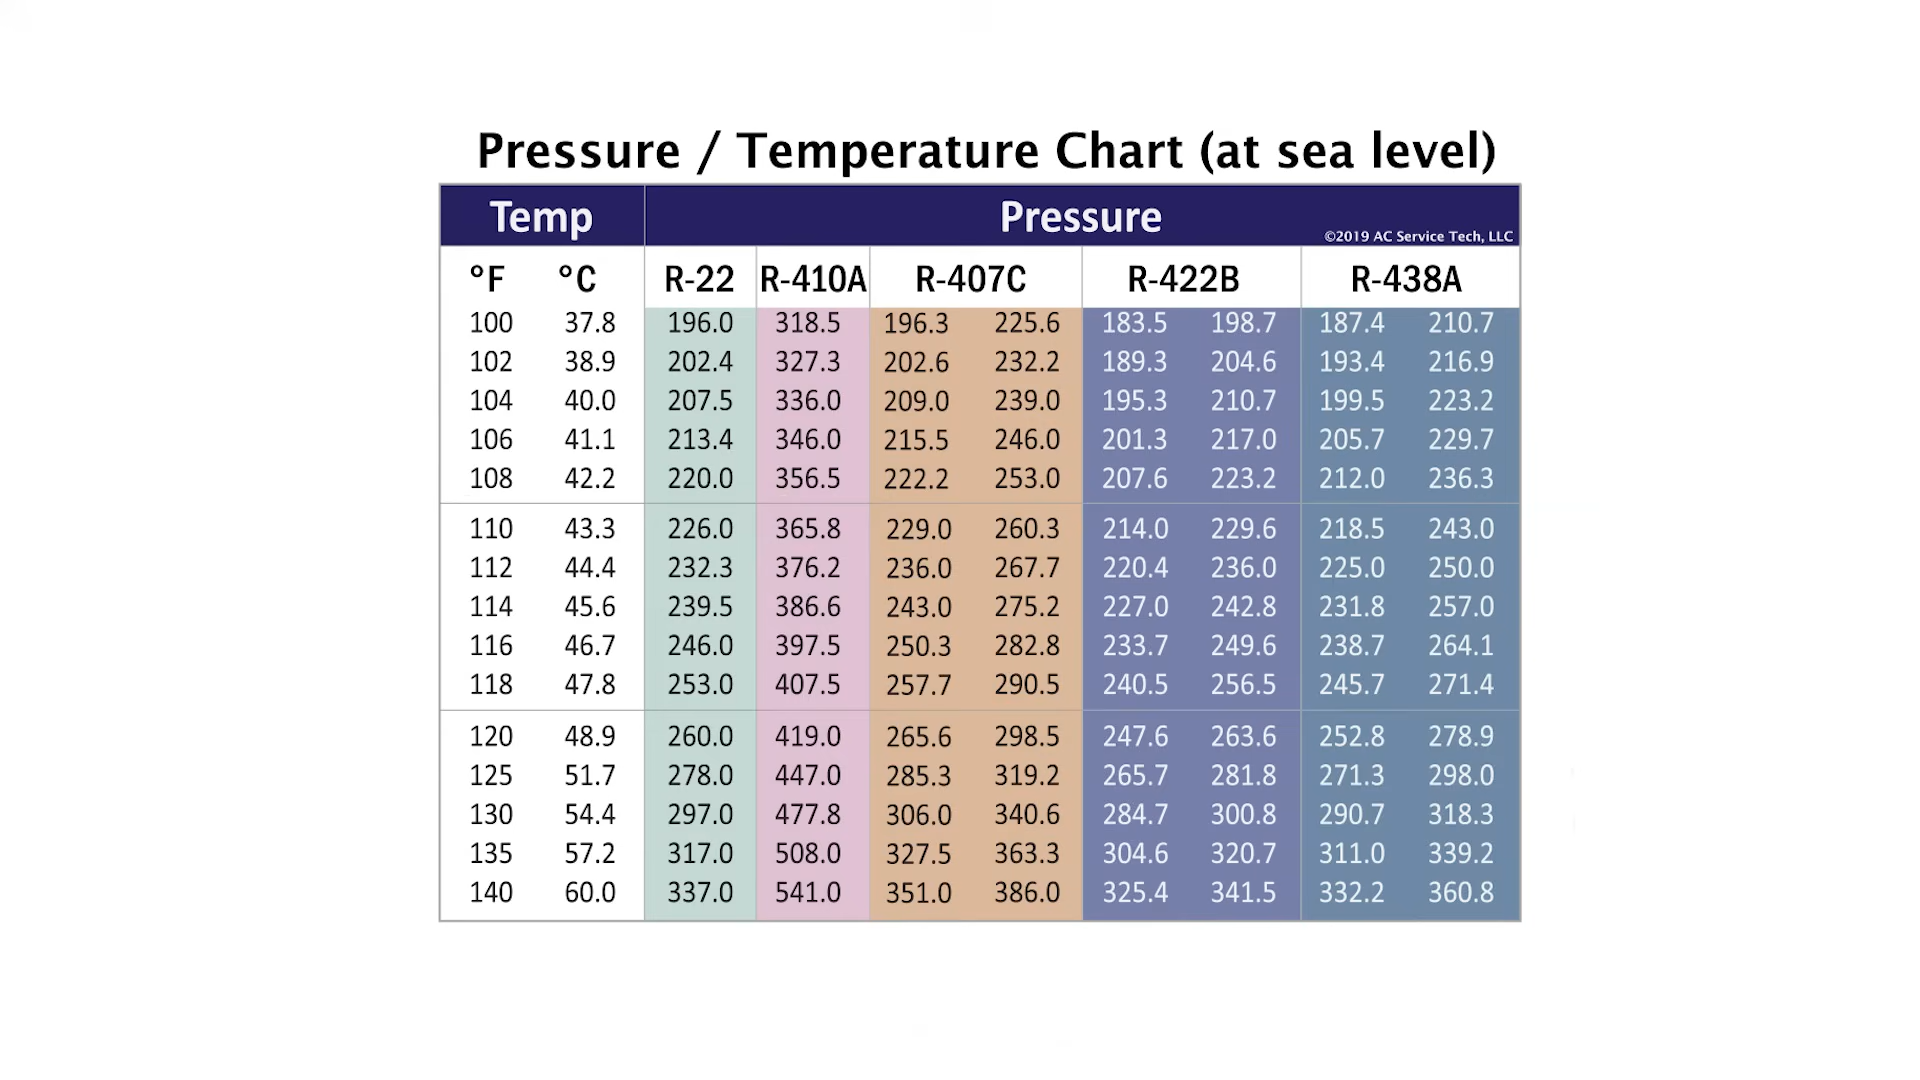 Pressure / Temperature Chart (at sea level)
Temp Pressure
©2019 AC Service Tech, LLC
°F °C R-22 R-410A R-407C R-422B R-438A
100 37.8 196.0 318.5 196.3 225.6 183.5 198.7 187.4 210.7
102 38.9 202.4 327.3 202.6 232.2 189.3 204.6 193.4 216.9
104 40.0 207.5 336.0 209.0 239.0 195.3 210.7 199.5 223.2
106 41.1 213.4 346.0 215.5 246.0 201.3 217.0 205.7 229.7
108 42.2 220.0 356.5 222.2 253.0 207.6 223.2 212.0 236.3
110 43.3 226.0 365.8 229.0 260.3 214.0 229.6 218.5 243.0
112 44.4 232.3 376.2 236.0 267.7 220.4 236.0 225.0 250.0
114 45.6 239.5 386.6 243.0 275.2 227.0 242.8 231.8 257.0
116 46.7 246.0 397.5 250.3 282.8 233.7 249.6 238.7 264.1
118 47.8 253.0 407.5 257.7 290.5 240.5 256.5 245.7 271.4
120 48.9 260.0 419.0 265.6 298.5 247.6 263.6 252.8 278.9
125 51.7 278.0 447.0 285.3 319.2 265.7 281.8 271.3 298.0
130 54.4 297.0 477.8 306.0 340.6 284.7 300.8 290.7 318.3
135 57.2 317.0 508.0 327.5 363.3 304.6 320.7 311.0 339.2
140 60.0 337.0 541.0 351.0 386.0 325.4 341.5 332.2 360.8